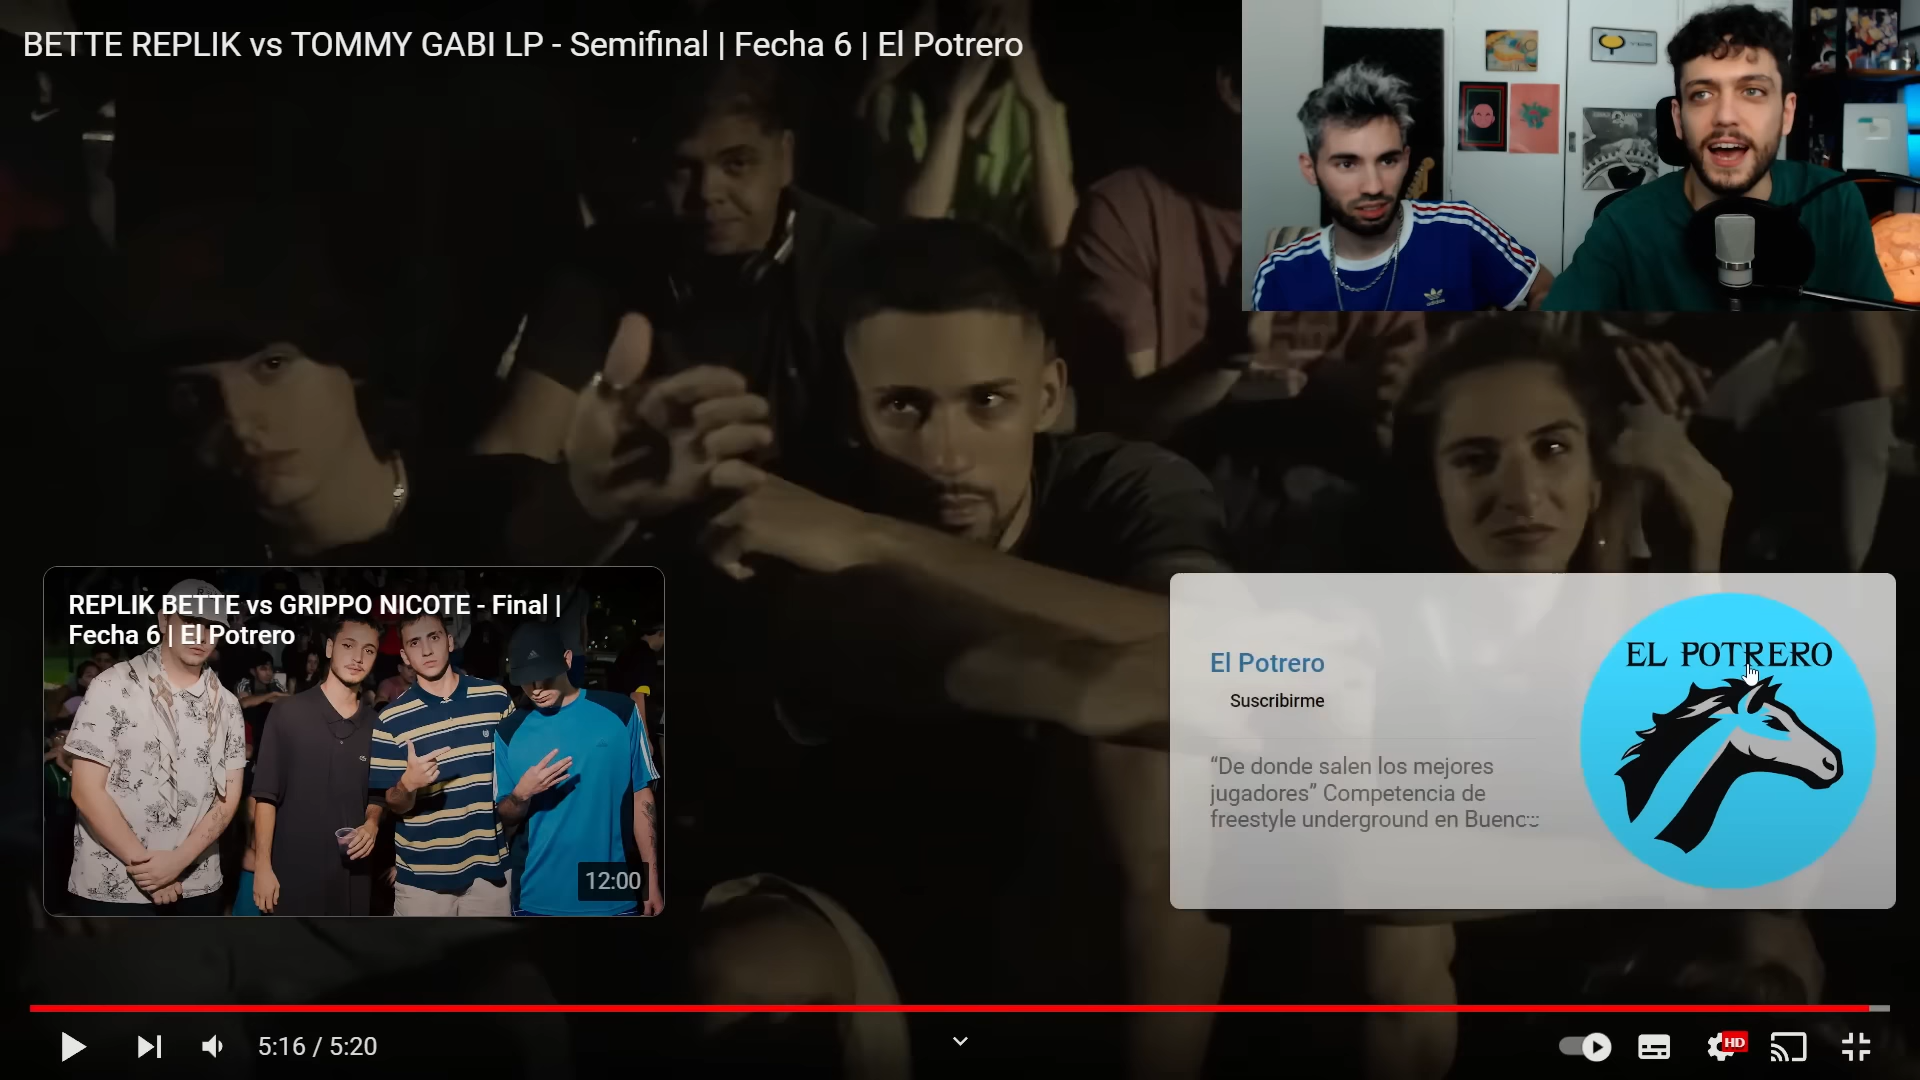 BETTE REPLIK vs TOMMY GABI LP - Semifinal | Fecha 6 | El Potrero
REPLIK BETTE vs GRIPPO NICOTE - Final |
Fecha 6 | El Potrero
12:00
El Potrero
Suscribirme
“De donde salen los mejores
jugadores” Competencia de
freestyle underground en
EL POTRERO
5:16 / 5:20
HD